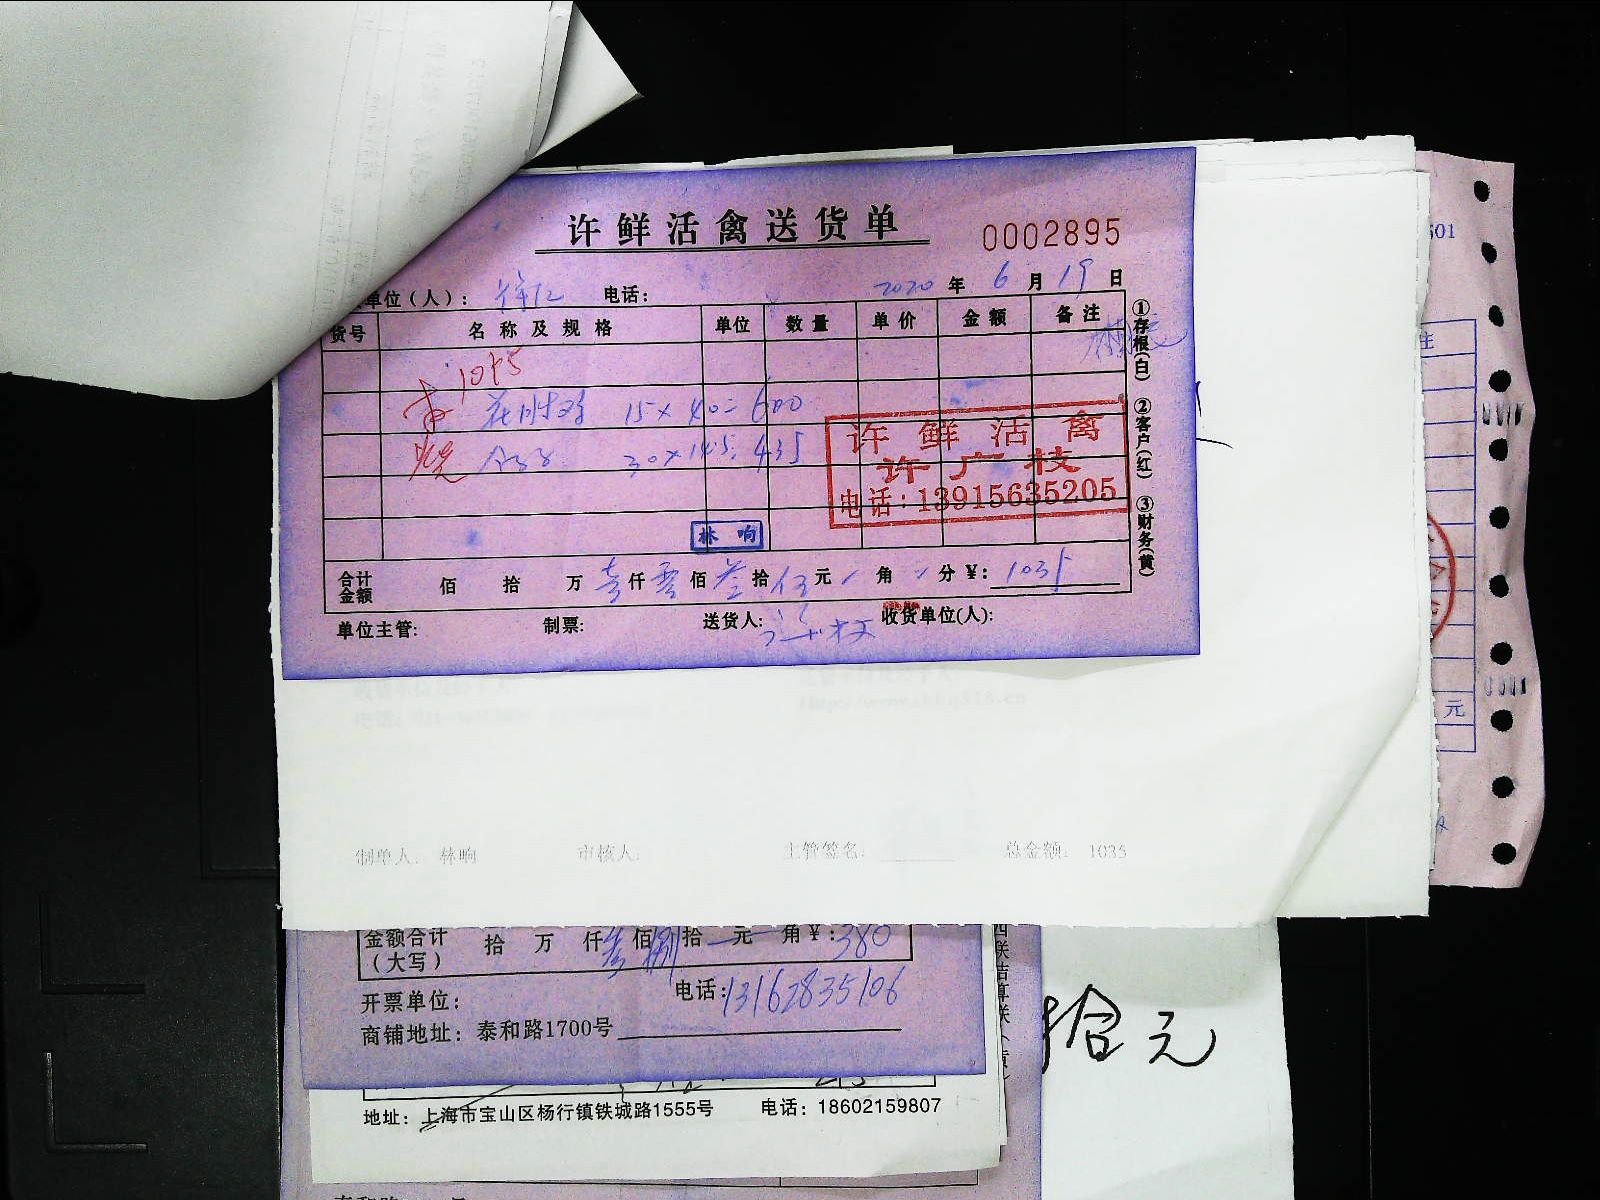 许鲜活禽送货单
0002895
单位（人）： 电话：
2020 年 6 月 19 日
货号 名称及规格 单位 数量 单价 金额 备注
1075
15×40=600
烧 30×14.5=435
许鲜活禽
许广枝
电话：13915635205
林响
①存根(白) ②客户(红) ③财务(黄)
合计金额 佰 拾 万 壹仟零佰叁拾伍元 角 分 ¥：1035
单位主管： 制票： 送货人： 收货单位(人)：
制单人： 林响 市核人： 主管签名： 总金额： 1035
金额合计（大写） 拾 万 仟 叁佰捌拾 元 角 ¥：380
开票单位： 电话：13162835106
商铺地址：泰和路1700号
地址：上海市宝山区杨行镇铁城路1555号 电话：18602159807
拾元
501
元